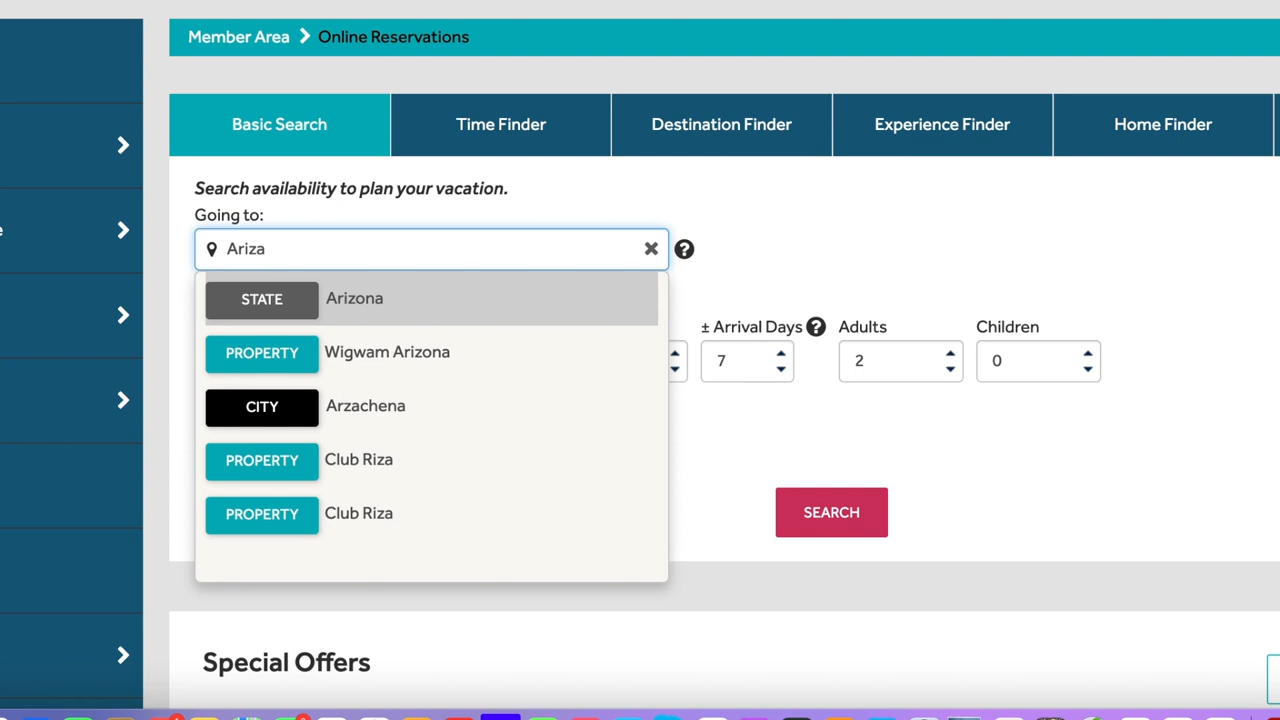 Member Area > Online Reservations
Basic Search
Time Finder
Destination Finder
Experience Finder
Home Finder
Search availability to plan your vacation.
Going to:
Ariza
STATE Arizona
PROPERTY Wigwam Arizona
CITY Arzachena
PROPERTY Club Riza
PROPERTY Club Riza
± Arrival Days
Adults
Children
7
2
0
SEARCH
Special Offers